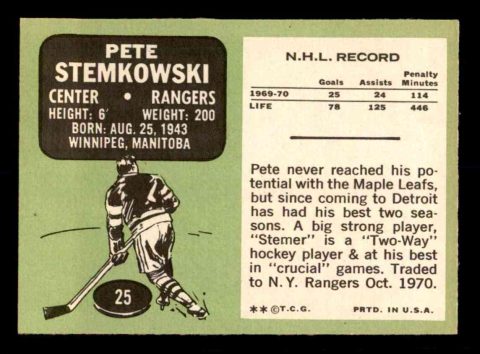 PETE
STEMKOWSKI
CENTER • RANGERS
HEIGHT: 6' WEIGHT: 200
BORN: AUG. 25, 1943
WINNIPEG, MANITOBA
7
25
N.H.L. RECORD
Goals Assists Penalty Minutes
1969-70 25 24 114
LIFE 78 125 446
Pete never reached his po-
tential with the Maple Leafs,
but since coming to Detroit
has had his best two sea-
sons. A big strong player,
"Stemer" is a "Two-Way"
hockey player & at his best
in "crucial" games. Traded
to N.Y. Rangers Oct. 1970.
**©T.C.G. PRTD. IN U.S.A.